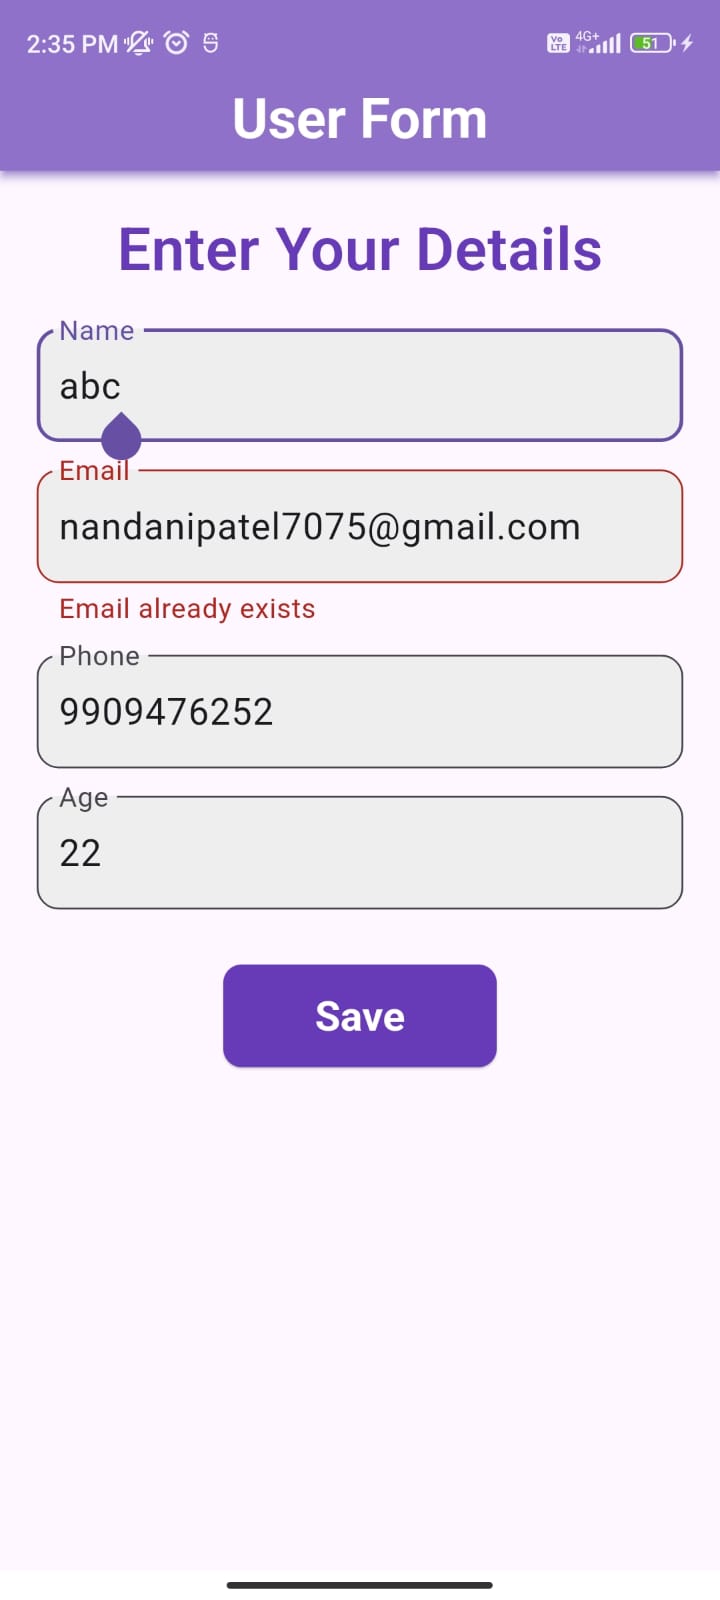 2:35 PM
Vo LTE 4G+ 51
User Form
Enter Your Details
Name
abc
Email
nandanipatel7075@gmail.com
Email already exists
Phone
9909476252
Age
22
Save